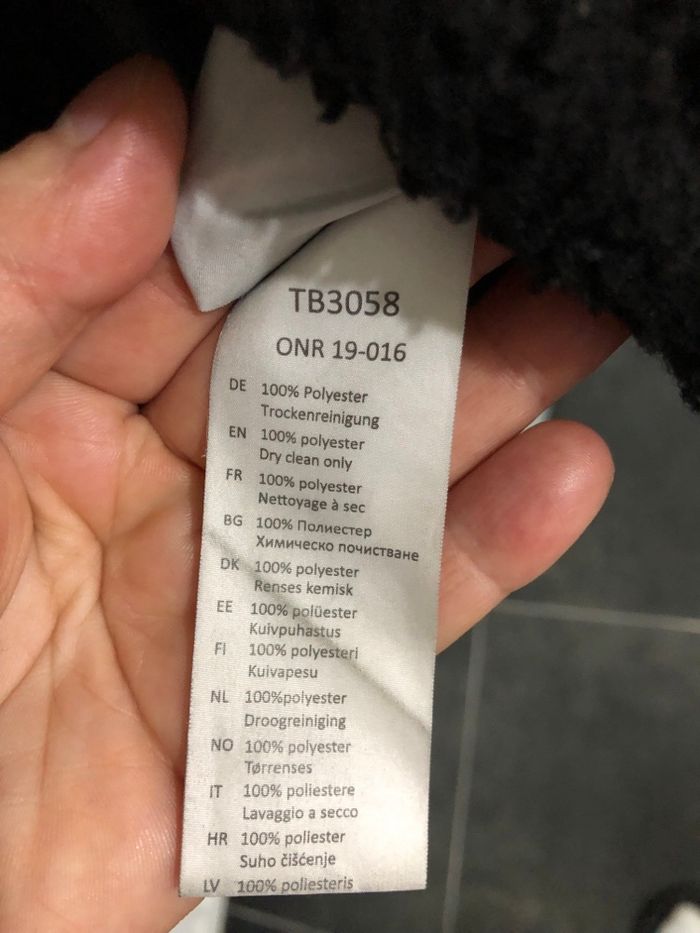 TB3058
ONR 19-016
DE 100% Polyester
Trockenreinigung
EN 100% polyester
Dry clean only
FR 100% polyester
Nettoyage à sec
BG 100% Полиестер
Химическо почистване
DK 100% polyester
Renses kemisk
EE 100% polüester
Kuivpuhastus
FI 100% polyesteri
Kuivapesu
NL 100%polyester
Droogreiniging
NO 100% polyester
Tørrenses
IT 100% poliestere
Lavaggio a secco
HR 100% poliester
Suho čišćenje
LV 100% poliesteris